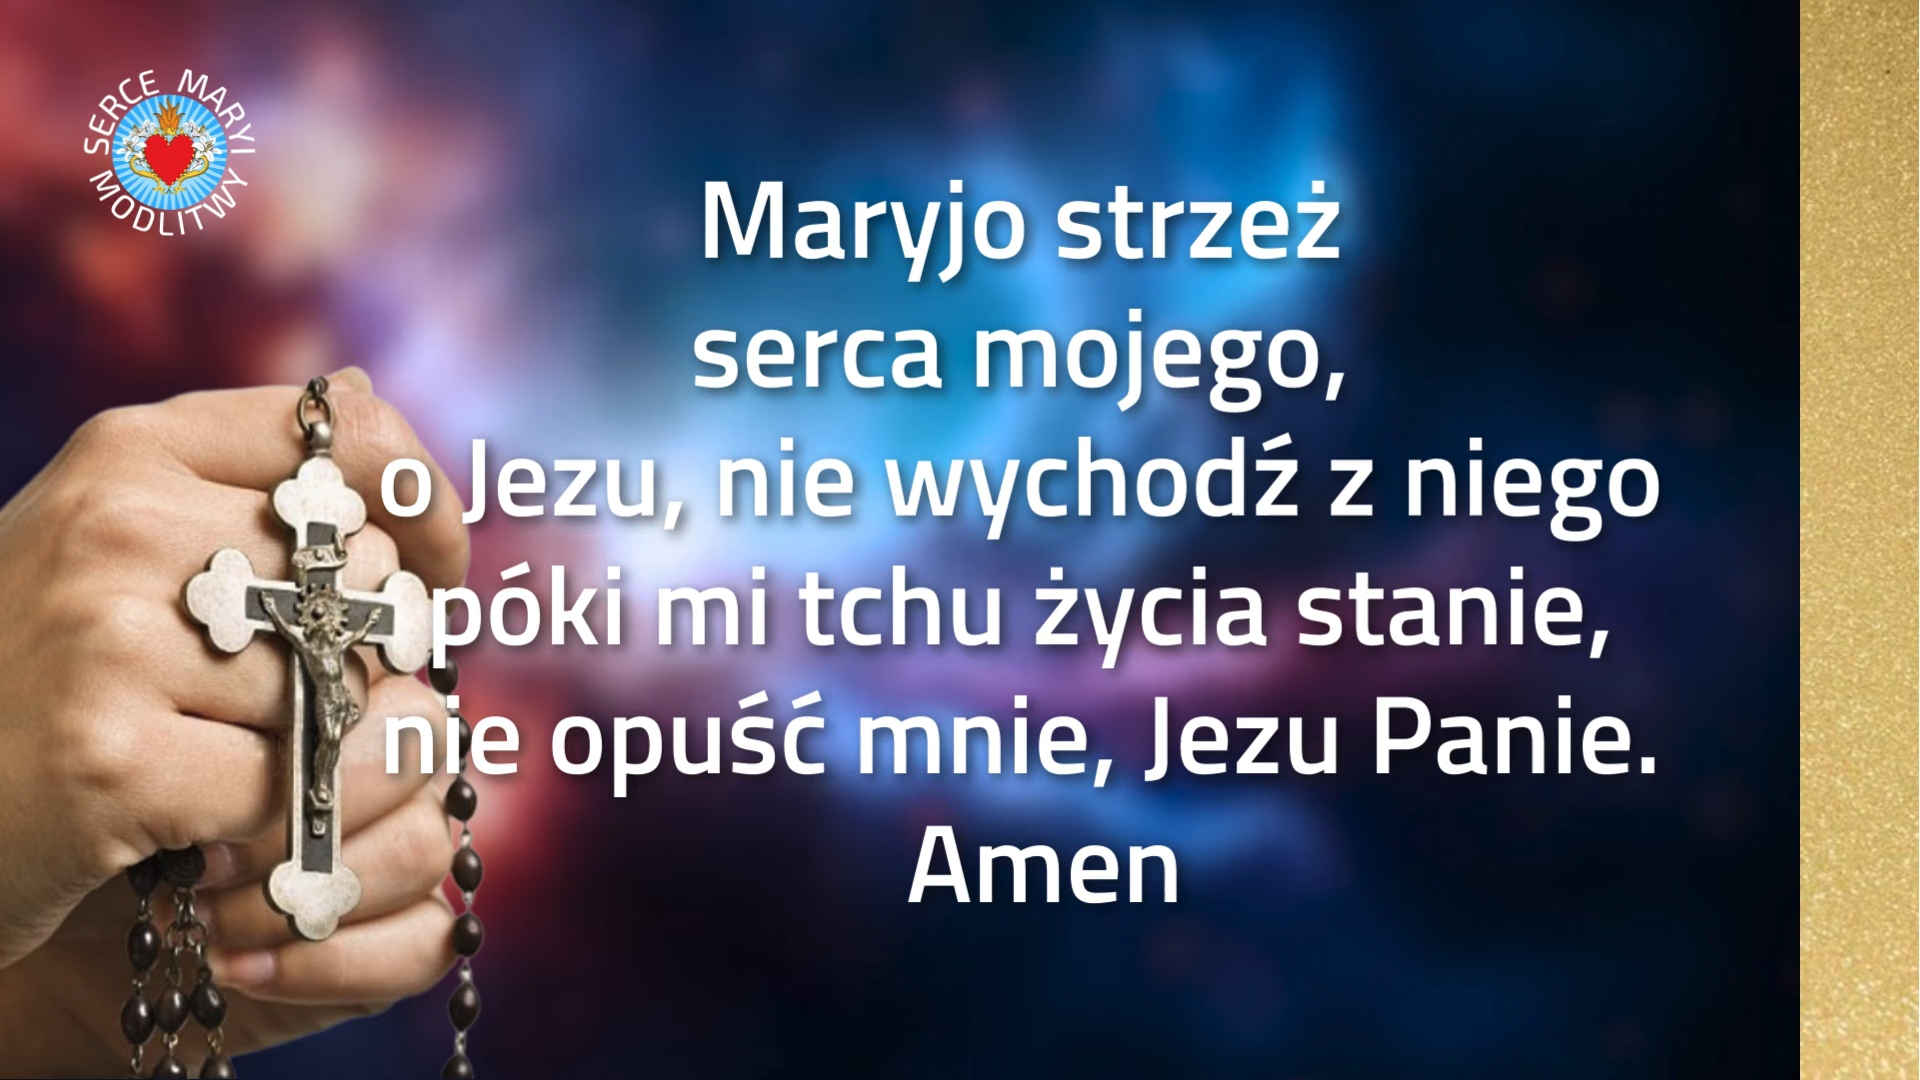 SERCE MARYI
MODLITWY
Maryjo strzeż
serca mojego,
o Jezu, nie wychodź z niego
póki mi tchu życia stanie,
nie opuść mnie, Jezu Panie.
Amen